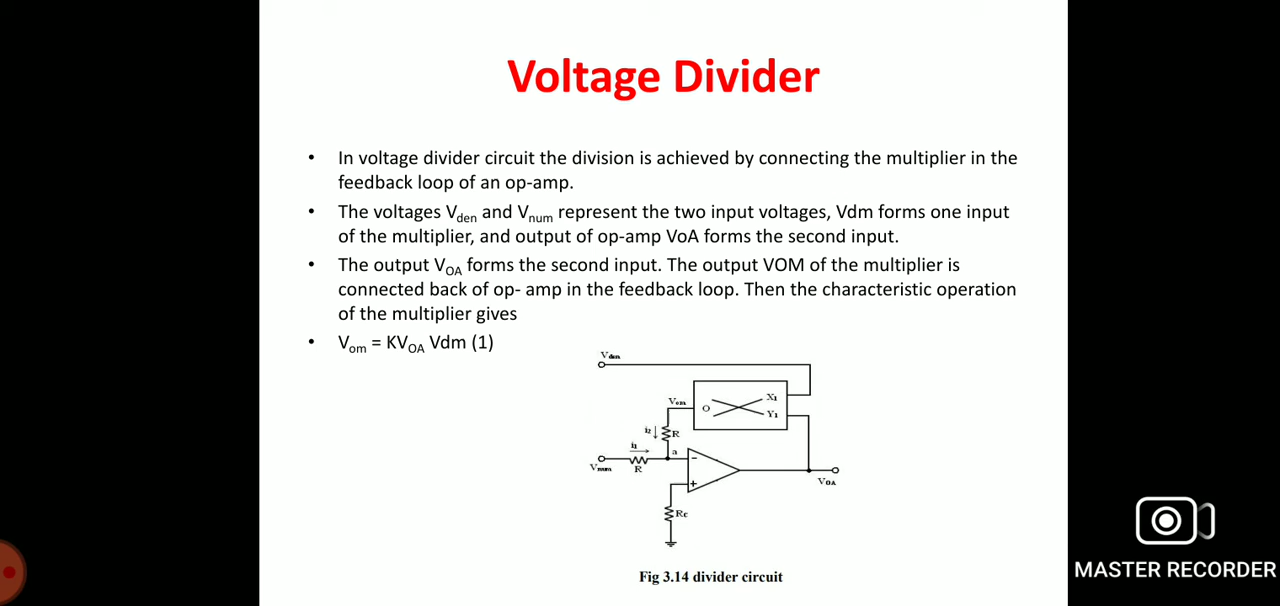 Voltage Divider
• In voltage divider circuit the division is achieved by connecting the multiplier in the
feedback loop of an op-amp.
• The voltages Vden and Vnum represent the two input voltages, Vdm forms one input
of the multiplier, and output of op-amp VoA forms the second input.
• The output VOA forms the second input. The output VOM of the multiplier is
connected back of op- amp in the feedback loop. Then the characteristic operation
of the multiplier gives
• Vom = KVOA Vdm (1)
Vden
X1
Vom
O
Y1
i2
R
i1
a
−
Vnum
R
VOA
+
Rc
Fig 3.14 divider circuit
MASTER RECORDER